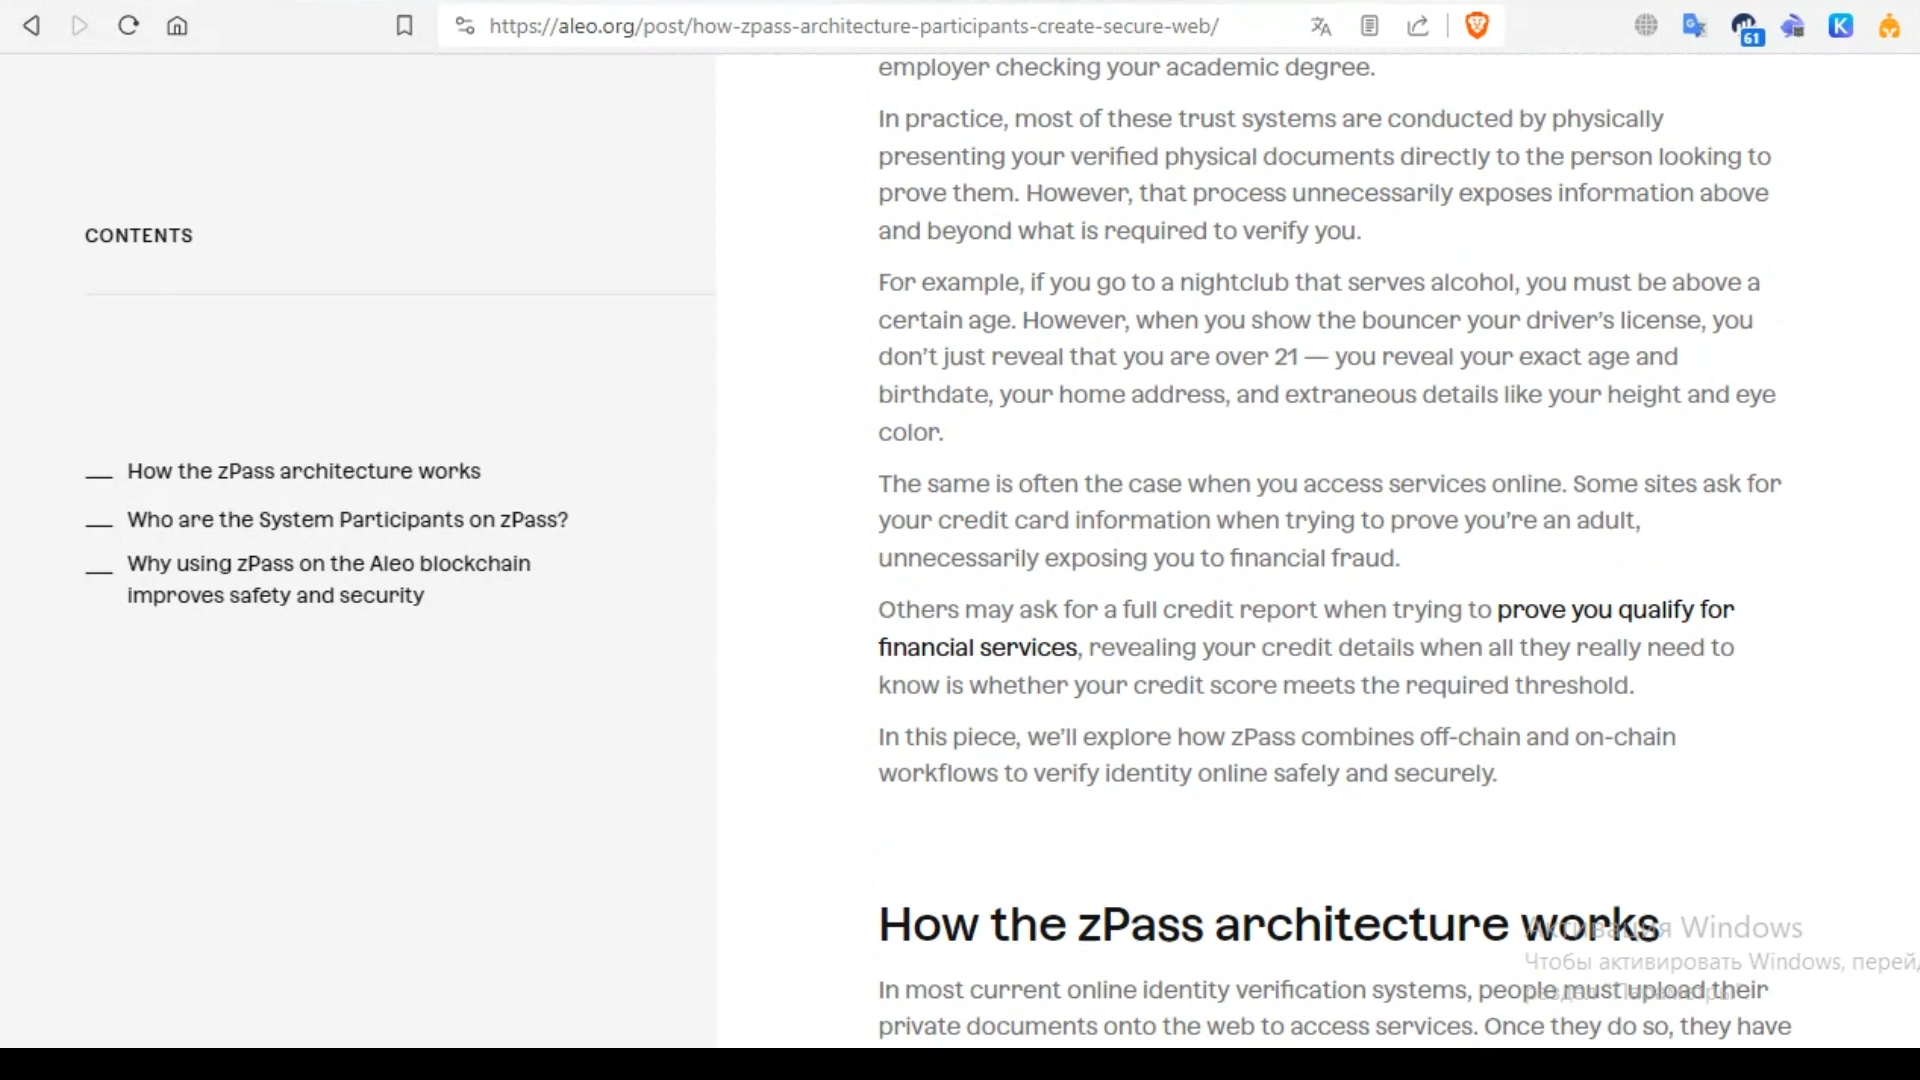 https://aleo.org/post/how-zpass-architecture-participants-create-secure-web/
61
K
employer checking your academic degree.
In practice, most of these trust systems are conducted by physically
presenting your verified physical documents directly to the person looking to
prove them. However, that process unnecessarily exposes information above
and beyond what is required to verify you.
CONTENTS
For example, if you go to a nightclub that serves alcohol, you must be above a
certain age. However, when you show the bouncer your driver's license, you
don't just reveal that you are over 21 — you reveal your exact age and
birthdate, your home address, and extraneous details like your height and eye
color.
How the zPass architecture works
Who are the System Participants on zPass?
Why using zPass on the Aleo blockchain
improves safety and security
The same is often the case when you access services online. Some sites ask for
your credit card information when trying to prove you're an adult,
unnecessarily exposing you to financial fraud.
Others may ask for a full credit report when trying to prove you qualify for
financial services, revealing your credit details when all they really need to
know is whether your credit score meets the required threshold.
In this piece, we'll explore how zPass combines off-chain and on-chain
workflows to verify identity online safely and securely.
How the zPass architecture works
Активация Windows
Чтобы активировать Windows, перейд
раздел "Параметры".
In most current online identity verification systems, people must upload their
private documents onto the web to access services. Once they do so, they have